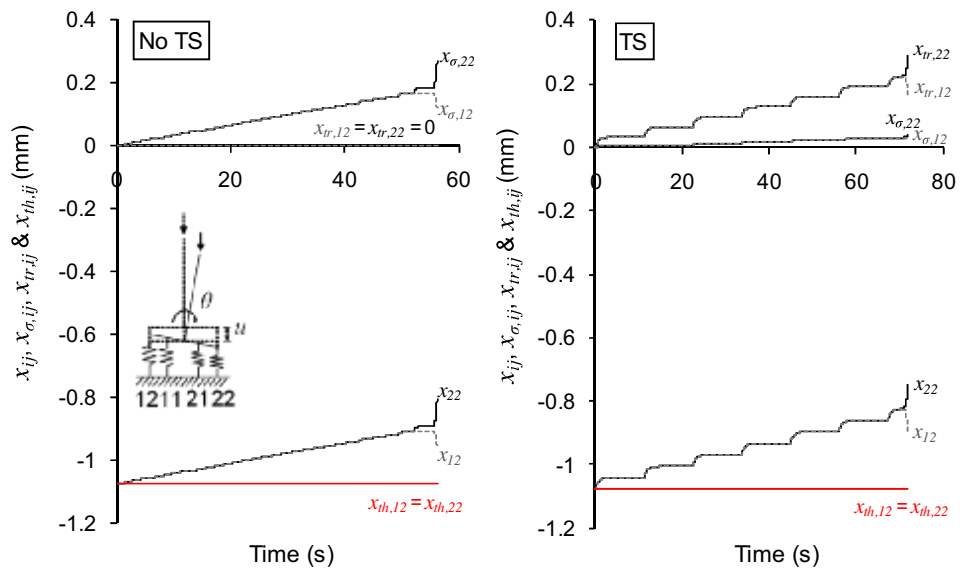 No TS
x_{ij}, x_{σ,ij}, x_{tr,ij} & x_{th,ij} (mm)
0.4
0.2
0
-0.2
-0.4
-0.6
-0.8
-1
-1.2
x_{σ,22}
x_{σ,12}
x_{tr,12} = x_{tr,22} = 0
0
20
40
60
θ
u
12 11 21 22
x_{22}
x_{12}
x_{th,12} = x_{th,22}
Time (s)
TS
x_{ij}, x_{σ,ij}, x_{tr,ij} & x_{th,ij} (mm)
0.4
0.2
0
-0.2
-0.4
-0.6
-0.8
-1
-1.2
x_{tr,22}
x_{tr,12}
x_{σ,22}
x_{σ,12}
0
20
40
60
80
x_{22}
x_{12}
x_{th,12} = x_{th,22}
Time (s)